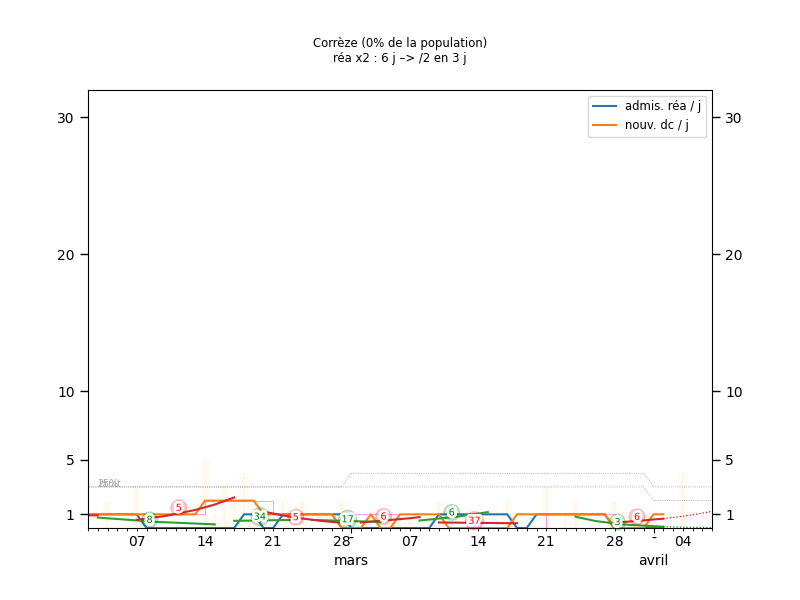 Corrèze (0% de la population)
réa x2 : 6 j –> /2 en 3 j
admis. réa / j
nouv. dc / j
30 30
20 20
10 10
5 5
1 1
8 5 34 5 17 6 6 37 3 6
07 14 21 28 - 07 14 21 28 - 04
mars avril